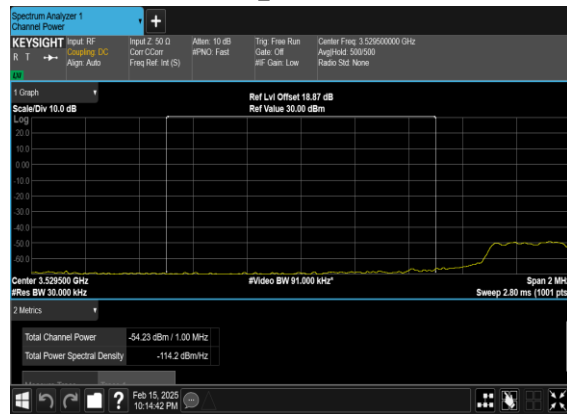 Spectrum Analyzer 1
Channel Power
KEYSIGHT
R T
LW
Input: RF
Coupling: DC
Align: Auto
Input Z: 50 Ω
Corr CCorr
Freq Ref: Int (S)
Atten: 10 dB
#PNO: Fast
Trig: Free Run
Gate: Off
#IF Gain: Low
Center Freq: 3.529500000 GHz
Avg|Hold: 500/500
Radio Std: None
1 Graph
Scale/Div 10.0 dB
Ref Lvl Offset 18.87 dB
Ref Value 30.00 dBm
Log
20.0
10.0
0.00
-10.0
-20.0
-30.0
-40.0
-50.0
-60.0
Center 3.529500 GHz
#Video BW 91.000 kHz*
Span 2 MHz
#Res BW 30.000 kHz
Sweep 2.80 ms (1001 pts
2 Metrics
Total Channel Power -54.23 dBm / 1.00 MHz
Total Power Spectral Density -114.2 dBm/Hz
Feb 15, 2025
10:14:42 PM